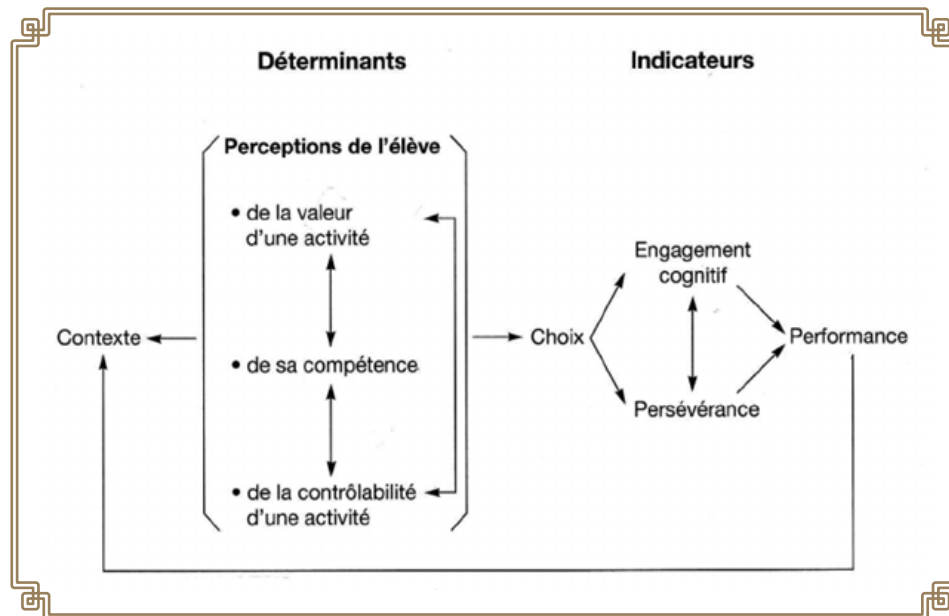 Déterminants
Indicateurs
Perceptions de l'élève
• de la valeur
d'une activité
Engagement
cognitif
Contexte
• de sa compétence
Choix
Performance
Persévérance
• de la contrôlabilité
d'une activité